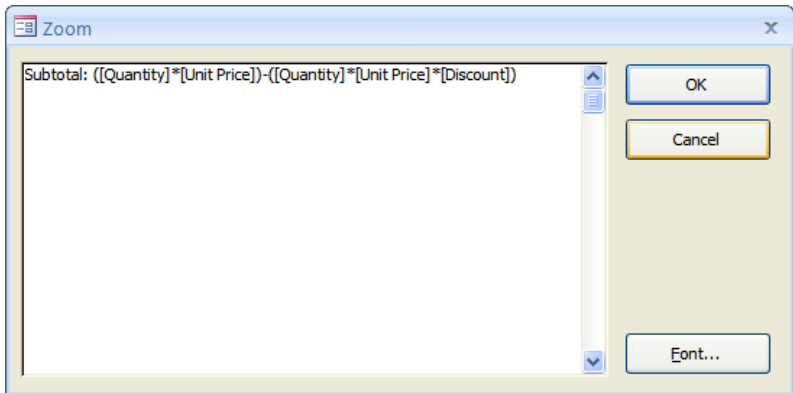 Zoom
Subtotal: ([Quantity]*[Unit Price])-([Quantity]*[Unit Price]*[Discount])
OK
Cancel
Font...